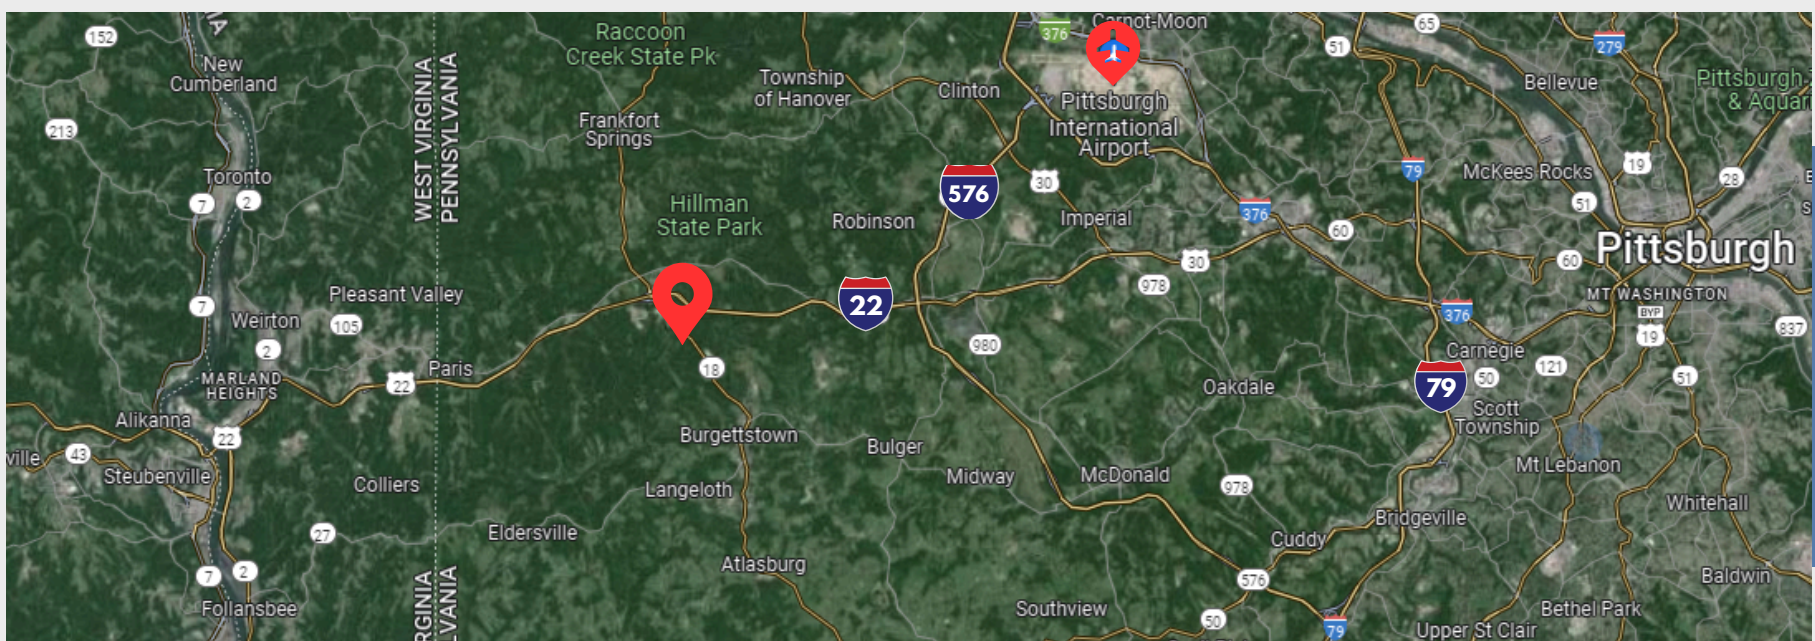 152
New
Cumberland
213
Toronto
7
2
7
Weirton
2
105
Pleasant Valley
MARLAND
HEIGHTS
22
Paris
Alikanna
22
43
ville
Steubenville
Colliers
27
7
2
Follansbee
WEST VIRGINIA
PENNSYLVANIA
Raccoon
Creek State Pk
Frankfort
Springs
Township
of Hanover
Clinton
Hillman
State Park
Robinson
576
22
18
Burgettstown
Bulger
Langeloth
Eldersville
Atlasburg
Midway
McDonald
980
978
Southview
376
Carnot-Moon
Pittsburgh
International
Airport
30
Imperial
376
30
978
60
Oakdale
51
65
279
Bellevue
Pittsburgh
& Aquari
79
McKees Rocks
19
28
51
60
Pittsburgh
MT WASHINGTON
BYP
19
837
376
Carnegie
121
50
51
79
Scott
Township
Mt Lebanon
Whitehall
Bridgeville
Cuddy
576
50
79
Baldwin
Bethel Park
Upper St Clair